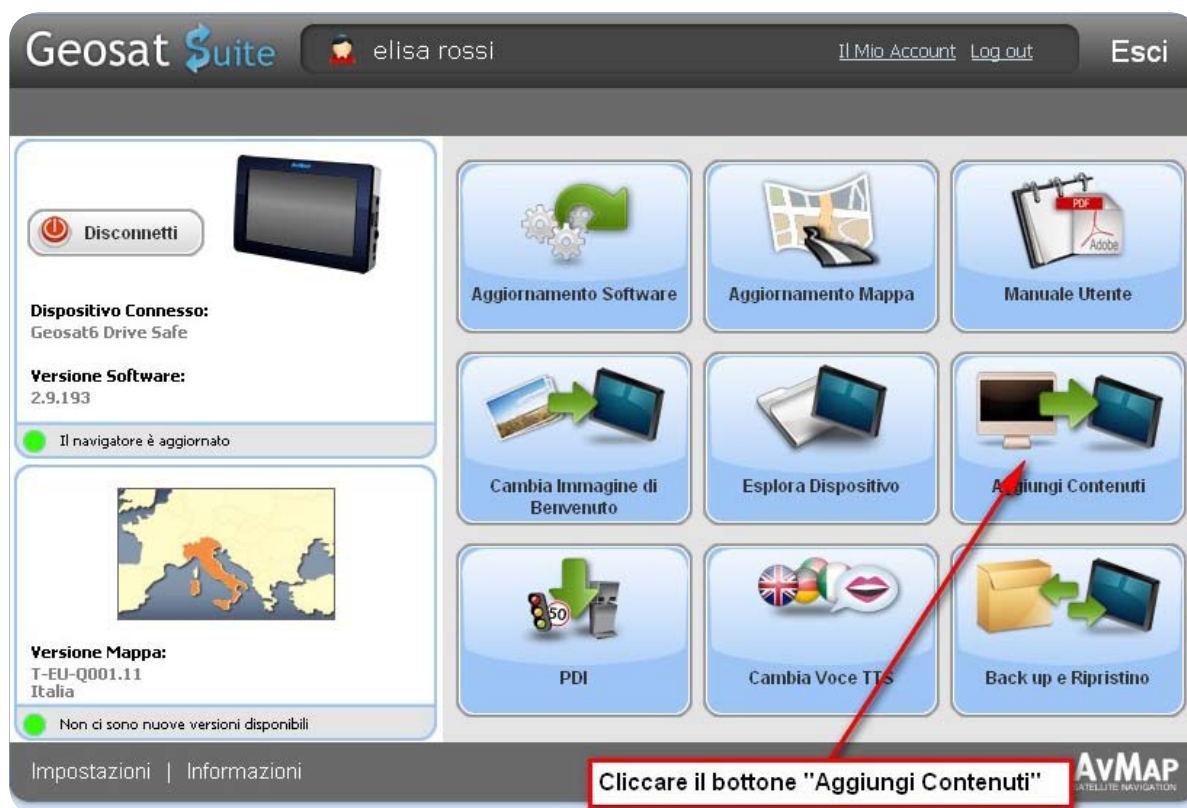 Geosat Suite
elisa rossi
Il Mio Account Log out
Esci
Disconnetti
AvMap
Dispositivo Connesso:
Geosat6 Drive Safe
Versione Software:
2.9.193
Il navigatore è aggiornato
Versione Mappa:
T-EU-Q001.11
Italia
Non ci sono nuove versioni disponibili
Aggiornamento Software
Aggiornamento Mappa
PDF
Adobe
Manuale Utente
Cambia Immagine di
Benvenuto
Esplora Dispositivo
Aggiungi Contenuti
50
PDI
Cambia Voce TTS
Back up e Ripristino
Impostazioni | Informazioni
Cliccare il bottone "Aggiungi Contenuti"
AvMap
SATELLITE NAVIGATION